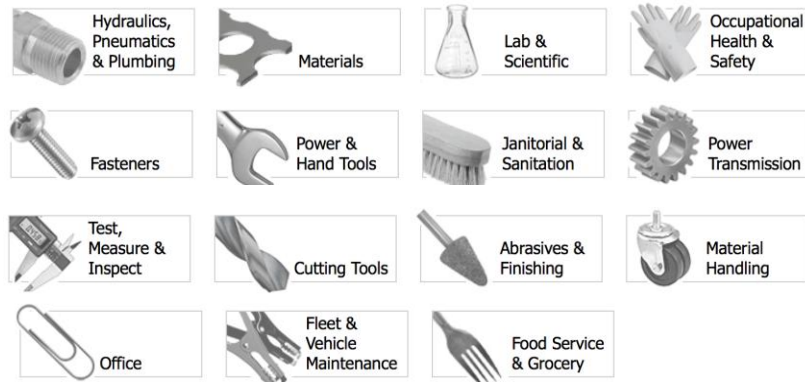 Hydraulics,
Pneumatics
& Plumbing
Materials
Lab &
Scientific
Occupational
Health &
Safety
Fasteners
Power &
Hand Tools
Janitorial &
Sanitation
Power
Transmission
Test,
Measure &
Inspect
Cutting Tools
Abrasives &
Finishing
Material
Handling
Office
Fleet &
Vehicle
Maintenance
Food Service
& Grocery